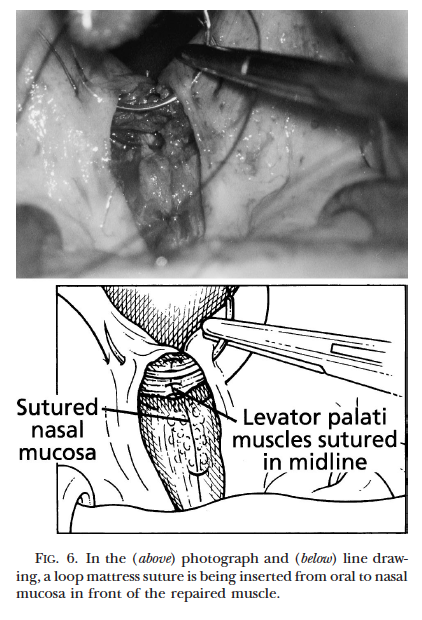 Sutured
nasal
mucosa
Levator palati
muscles sutured
in midline
FIG. 6. In the (above) photograph and (below) line draw-
ing, a loop mattress suture is being inserted from oral to nasal
mucosa in front of the repaired muscle.